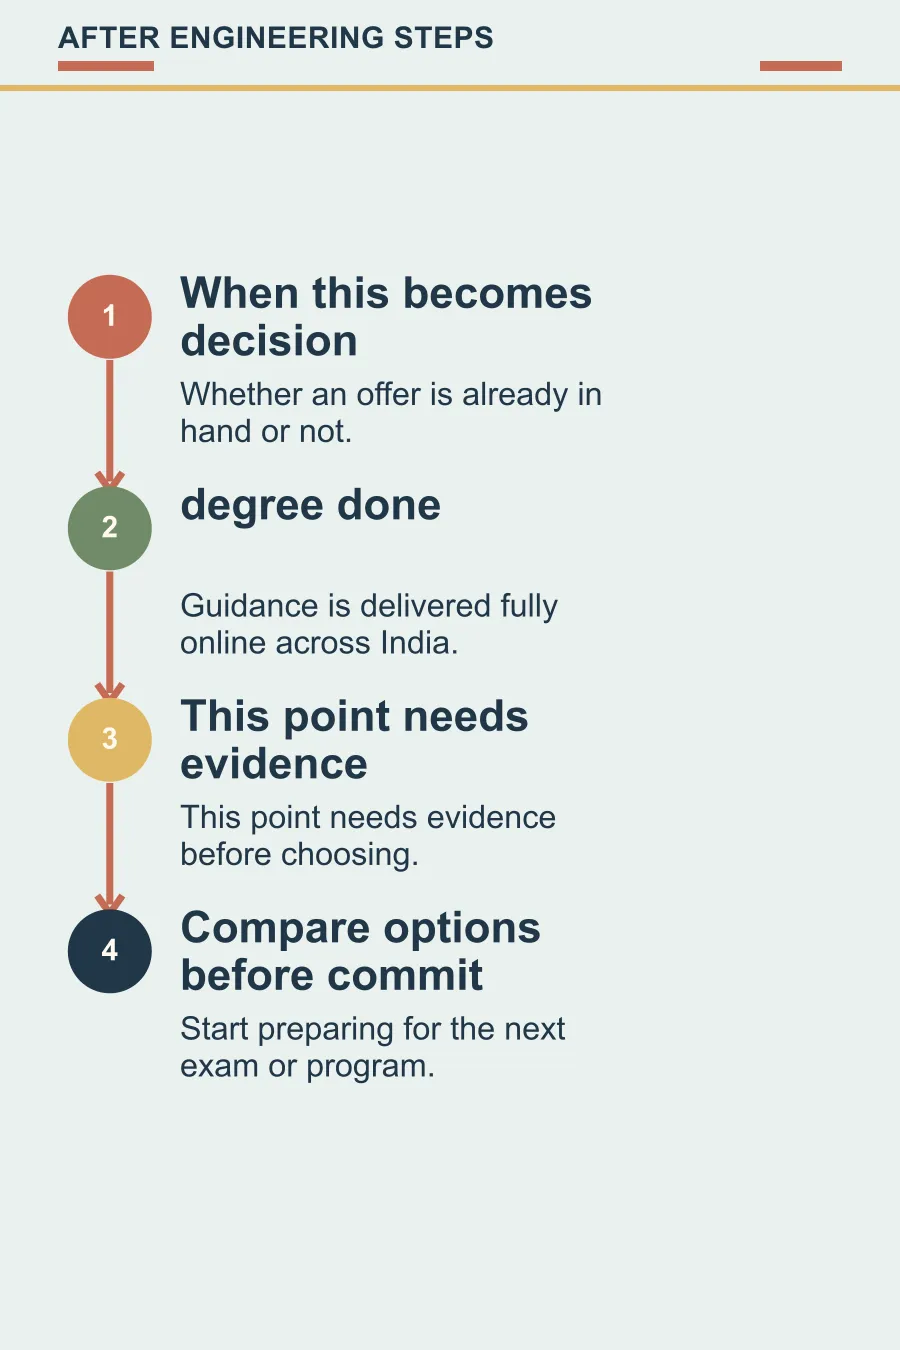 AFTER ENGINEERING STEPS
1
When this becomes
decision
Whether an offer is already in
hand or not.
2
degree done
Guidance is delivered fully
online across India.
3
This point needs
evidence
This point needs evidence
before choosing.
4
Compare options
before commit
Start preparing for the next
exam or program.